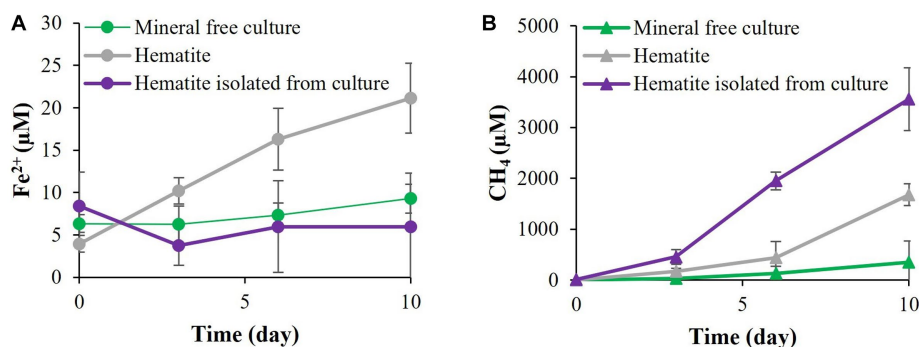 A
30
25
20
15
10
5
0
Fe²⁺ (µM)
Mineral free culture
Hematite
Hematite isolated from culture
0
5
10
Time (day)
B
5000
4000
3000
2000
1000
0
CH₄ (µM)
Mineral free culture
Hematite
Hematite isolated from culture
0
5
10
Time (day)